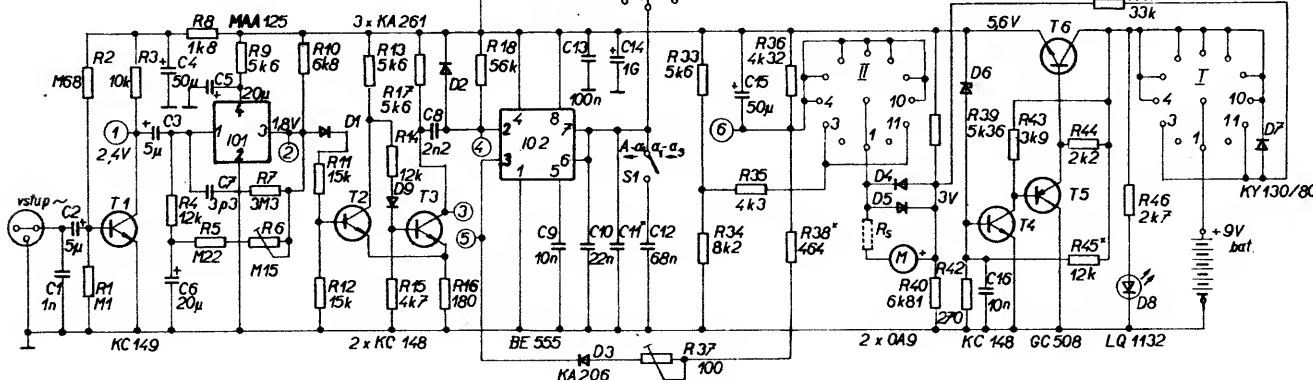 R8
MAA 125
3 x KA 261
1k8
R2
M68
R3
10k
C4
50μ
R9
5k6
C5
20μ
R10
6k8
R13
5k6
D2
R18
56k
C13
100n
C14
1G
R33
5k6
C15
50μ
R36
4k32
II
5,6V
T6
33k
I
1
2,4V
C3
5μ
4
1
IO1
3
2
1,8V
2
D1
R17
5k6
R14
12k
C8
2n2
4
2
3
4
8
IO 2
7
6
1
5
A-α₁
α₁-α₉
S1
6
4
3
10
11
1
D6
R39
5k36
R43
3k9
R44
2k2
4
3
10
11
1
D7
KY130/80
C7
3p3
R7
3M3
R11
15k
T2
D9
T3
3
5
R35
4k3
D4
D5
3V
Rs
M
T4
T5
R46
2k7
vstup ~
C2
5μ
T1
R4
12k
R5
M22
R6
M15
C1
1n
R1
M1
C6
20μ
R12
15k
R15
4k7
R16
180
C9
10n
C10
22n
C11*
C12
68n
R34
8k2
R38*
464
R40
6k81
R42
270
C16
10n
R45*
12k
D8
+9V
bat.
KC 149
2 x KC 148
BE 555
2 x OA9
KC 148
GC 508
LQ 1132
D3
KA 206
R37
100